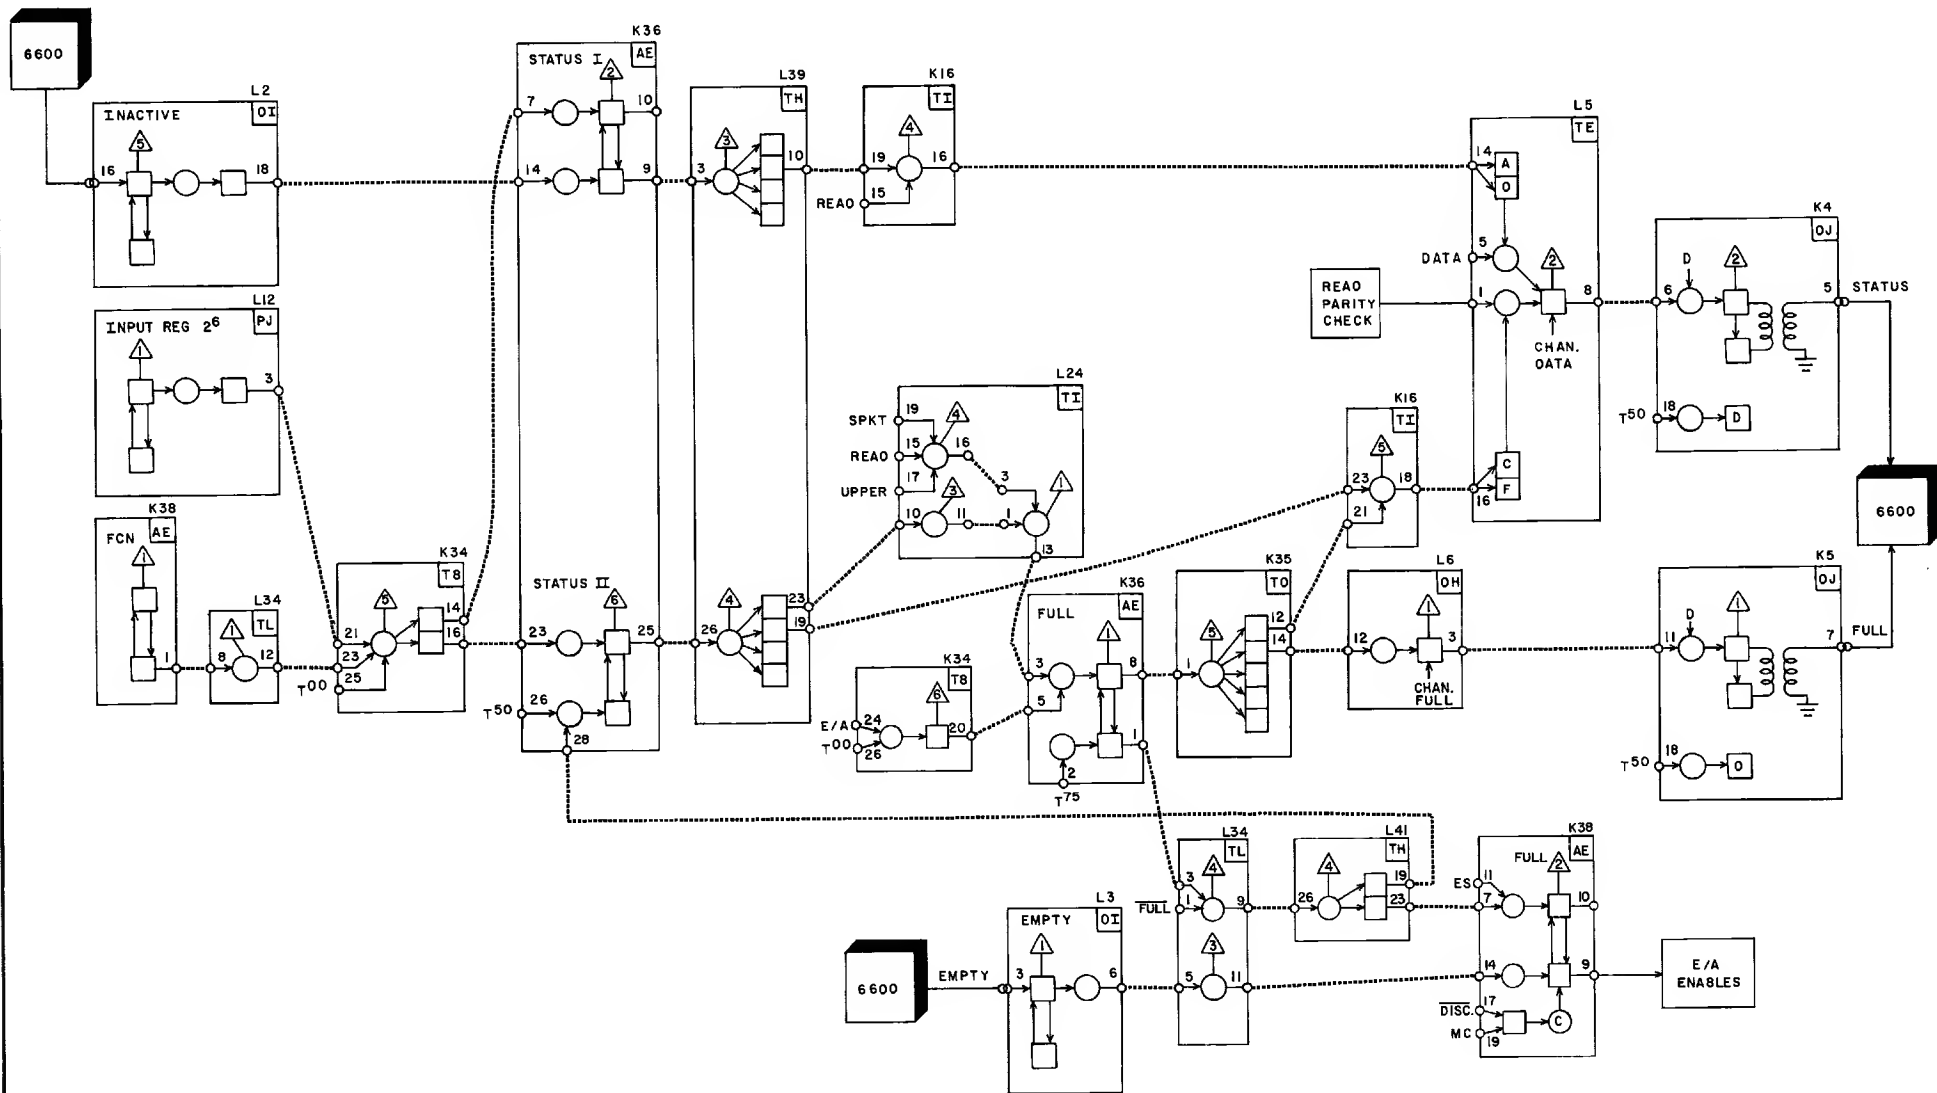 6600
L2
OI
INACTIVE
5
16
18
L12
PJ
INPUT REG 2⁶
1
3
K38
AE
FCN
1
1
L34
TL
1
8
12
K34
T8
5
21
23
25
T00
14
16
K36
AE
STATUS I
2
7
10
14
9
STATUS II
6
23
25
T50
26
28
L39
TH
3
3
10
4
26
23
19
K16
TI
4
19
16
READ
15
L24
TI
SPKT
19
4
READ
15
16
UPPER
17
3
3
1
10
11
1
13
K34
T8
6
E/A
24
T00
26
20
K36
AE
FULL
1
3
8
5
1
2
T75
K35
TO
5
1
12
14
K16
TI
5
23
18
21
L6
OH
1
12
3
CHAN.
FULL
L5
TE
14
A
O
DATA
5
2
READ
PARITY
CHECK
1
8
CHAN.
DATA
C
F
16
K4
OJ
D
2
6
5
STATUS
T50
18
D
6600
K5
OJ
D
1
11
7
FULL
T50
18
O
6600
EMPTY
L3
OI
EMPTY
1
3
6
L34
TL
4
3
FULL
1
9
3
5
11
L41
TH
4
26
19
23
K38
AE
FULL
2
ES
11
7
10
14
9
DISC.
17
MC
19
C
E/A
ENABLES